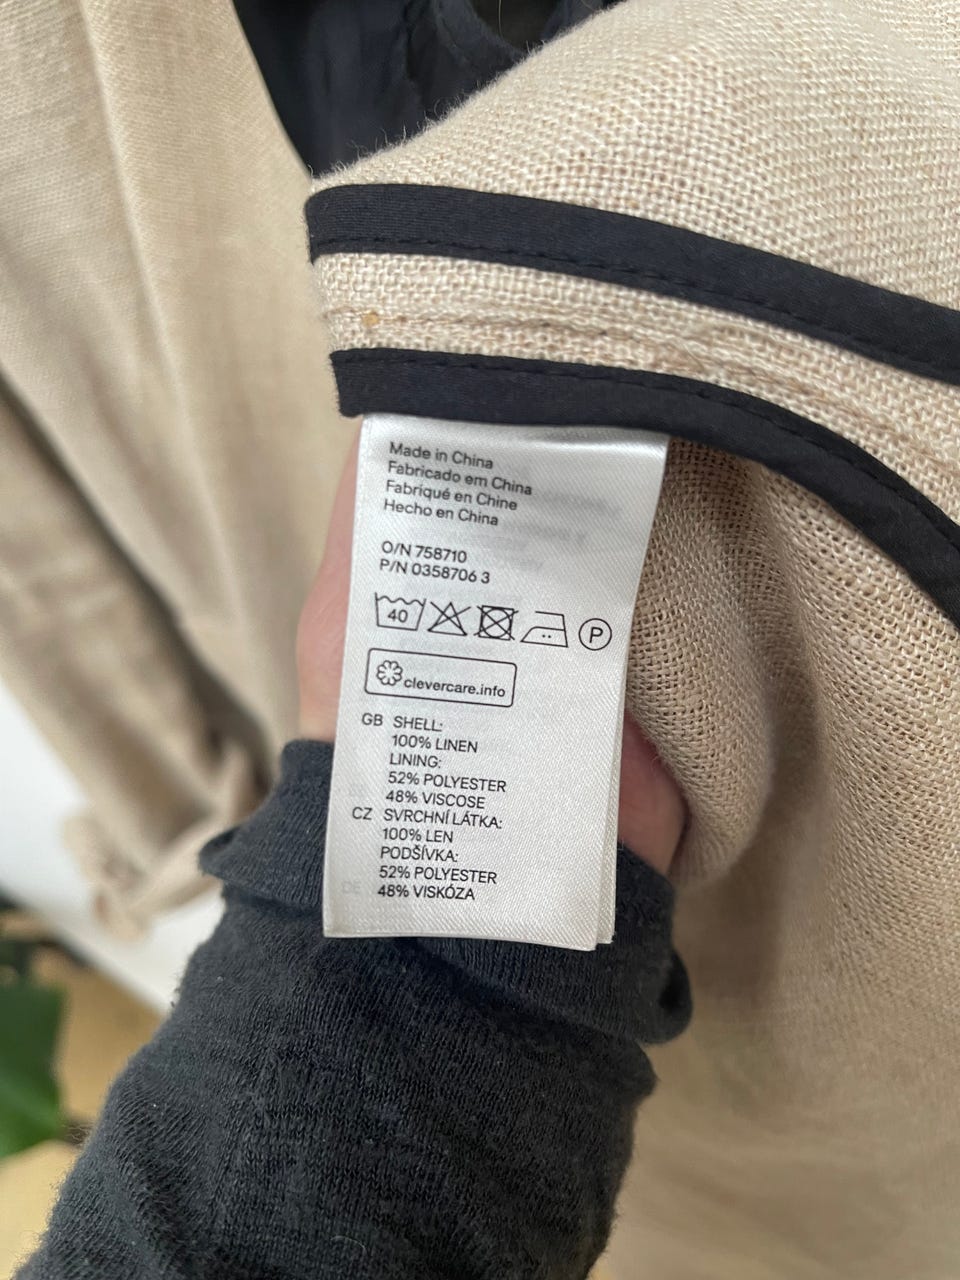 Made in China
Fabricado em China
Fabriqué en Chine
Hecho en China
O/N 758710
P/N 0358706 3
40 P
clevercare.info
GB SHELL:
100% LINEN
LINING:
52% POLYESTER
48% VISCOSE
CZ SVRCHNÍ LÁTKA:
100% LEN
PODŠÍVKA:
52% POLYESTER
DE 48% VISKÓZA